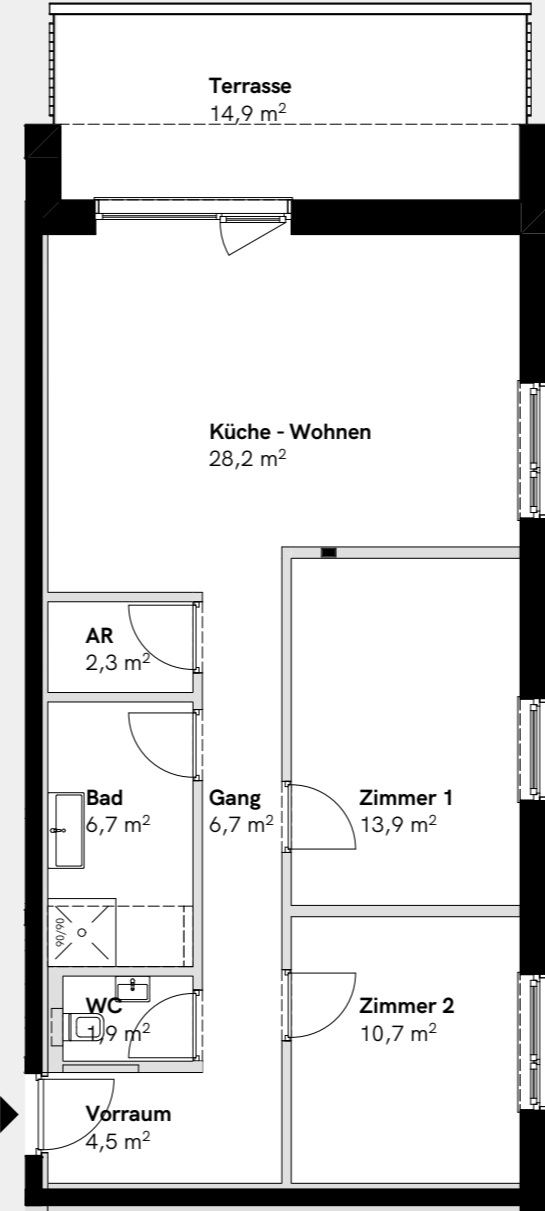 Terrasse
14,9 m²
Küche - Wohnen
28,2 m²
AR
2,3 m²
Bad
6,7 m²
Gang
6,7 m²
Zimmer 1
13,9 m²
90/90
WC
1,9 m²
Zimmer 2
10,7 m²
Vorraum
4,5 m²